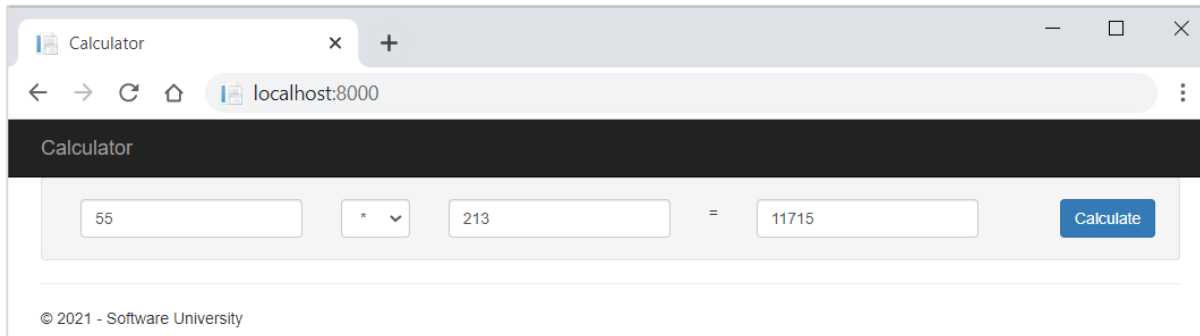 Calculator
localhost:8000
Calculator
55 * 213 = 11715 Calculate
© 2021 - Software University